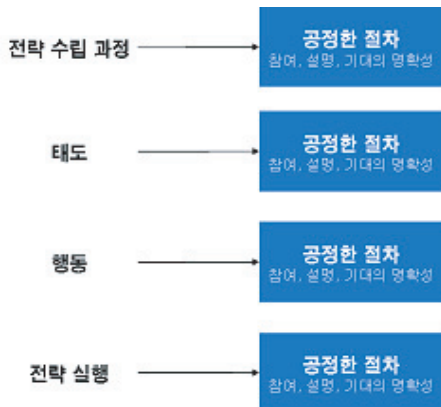 전략 수립 과정
공정한 절차
참여, 설명, 기대의 명확성
태도
공정한 절차
참여, 설명, 기대의 명확성
행동
공정한 절차
참여, 설명, 기대의 명확성
전략 실행
공정한 절차
참여, 설명, 기대의 명확성